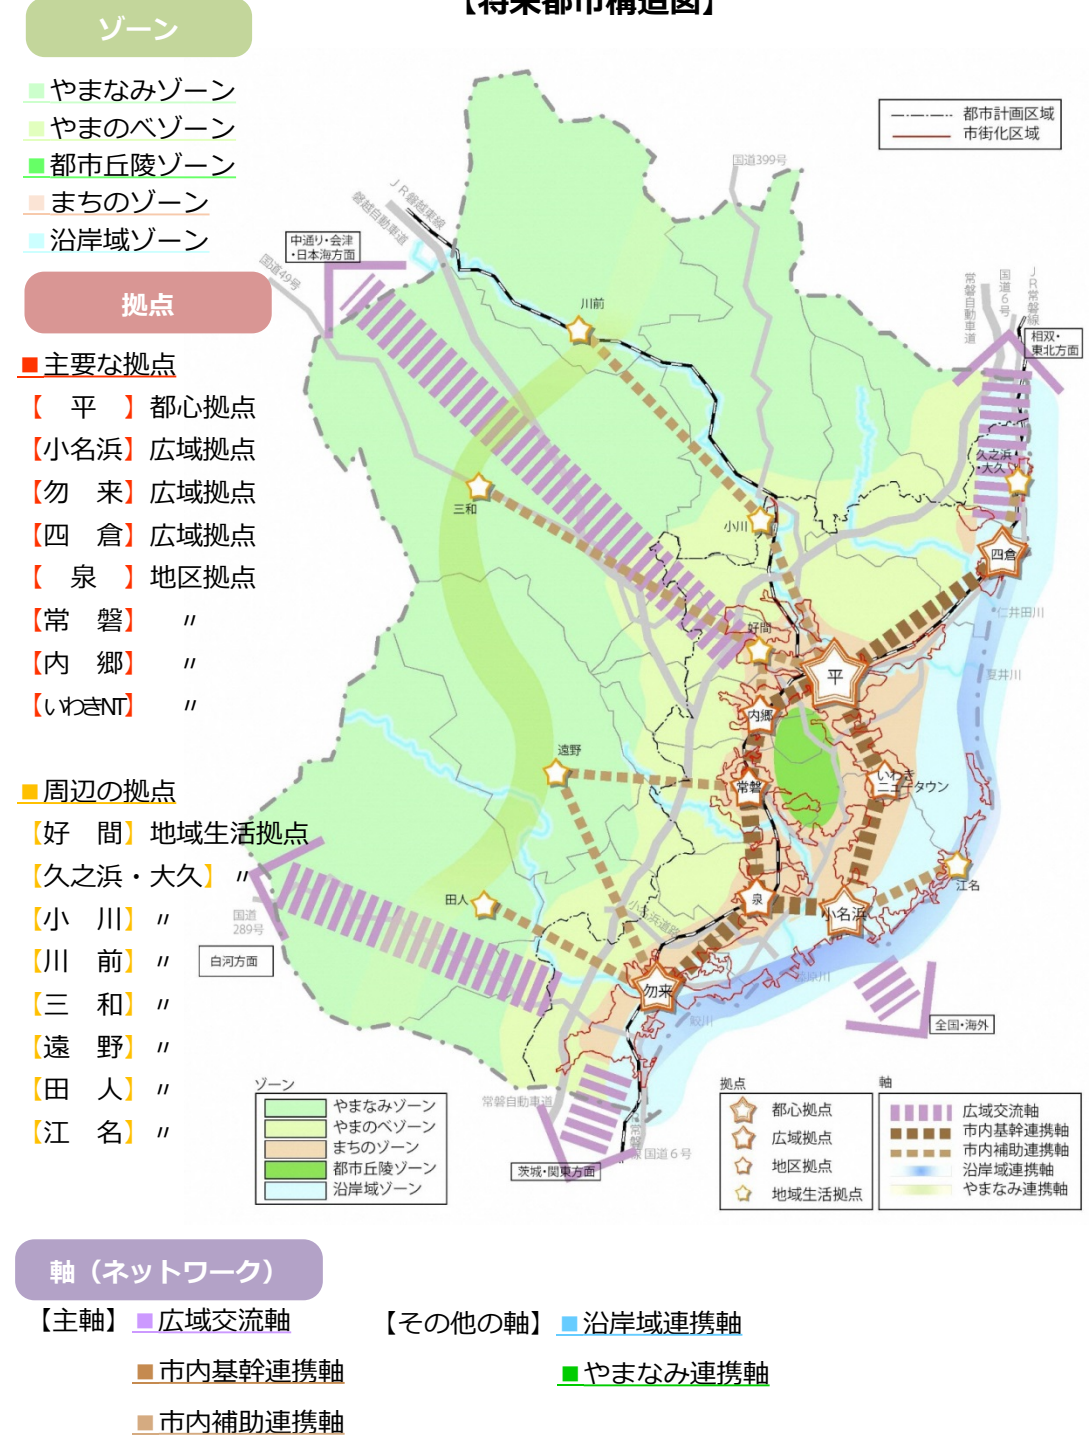 【将来都市構造図】
ゾーン
■やまなみゾーン
■やまのべゾーン
■都市丘陵ゾーン
■まちのゾーン
■沿岸域ゾーン
拠点
■主要な拠点
【　平　】都心拠点
【小名浜】広域拠点
【勿　来】広域拠点
【四　倉】広域拠点
【　泉　】地区拠点
【常　磐】　〃
【内　郷】　〃
【いわきNT】　〃
■周辺の拠点
【好　間】地域生活拠点
【久之浜・大久】〃
【小　川】〃
【川　前】〃
【三　和】〃
【遠　野】〃
【田　人】〃
【江　名】〃
都市計画区域
市街化区域
国道399号
JR磐越東線
磐越自動車道
中通り・会津
・日本海方面
国道49号
川前
常磐自動車道
国道6号
JR常磐線
相双・
東北方面
久之浜
・大久
三和
小川
四倉
仁井田川
好間
夏井川
平
内郷
遠野
常磐
いわき
ニュータウン
江名
田人
泉
小名浜
小名浜道路
国道
289号
白河方面
勿来
鮫川
全国・海外
常磐自動車道
国道6号
茨城・関東方面
ゾーン
やまなみゾーン
やまのべゾーン
まちのゾーン
都市丘陵ゾーン
沿岸域ゾーン
拠点
都心拠点
広域拠点
地区拠点
地域生活拠点
軸
広域交流軸
市内基幹連携軸
市内補助連携軸
沿岸域連携軸
やまなみ連携軸
軸（ネットワーク）
【主軸】■広域交流軸
■市内基幹連携軸
■市内補助連携軸
【その他の軸】■沿岸域連携軸
■やまなみ連携軸